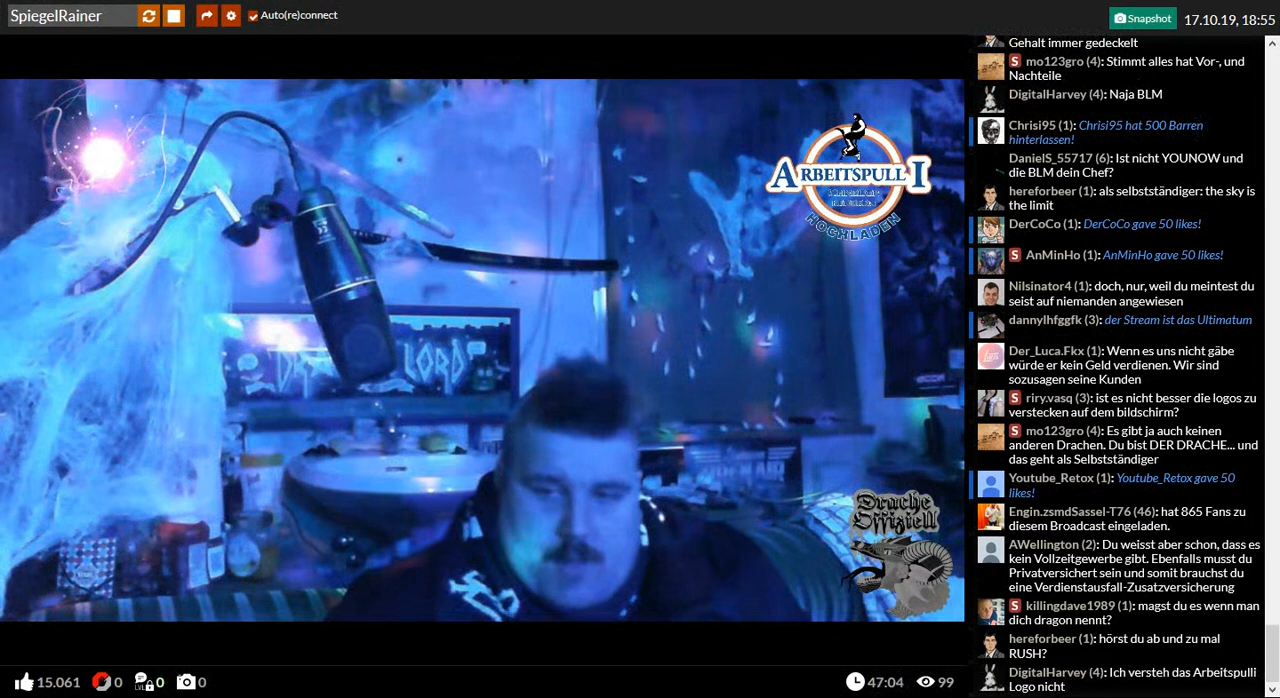 SpiegelRainer
Auto(re)connect
Snapshot
17.10.19, 18:55
ARBEITSPULLI
HOCHLADEN
LORD
Drache
Offiziell
Gehalt immer gedeckelt
S mo123gro (4): Stimmt alles hat Vor-, und
Nachteile
DigitalHarvey (4): Naja BLM
Chrisi95 (1): Chrisi95 hat 500 Barren
hinterlassen!
DanielS_55717 (6): Ist nicht YOUNOW und
die BLM dein Chef?
hereforbeer (1): als selbstständiger: the sky is
the limit
DerCoCo (1): DerCoCo gave 50 likes!
S AnMinHo (1): AnMinHo gave 50 likes!
Nilsinator4 (1): doch, nur, weil du meintest du
seist auf niemanden angewiesen
dannylhfggfk (3): der Stream ist das Ultimatum
Der_Luca.Fkx (1): Wenn es uns nicht gäbe
würde er kein Geld verdienen. Wir sind
sozusagen seine Kunden
S riry.vasq (3): ist es nicht besser die logos zu
verstecken auf dem bildschirm?
S mo123gro (4): Es gibt ja auch keinen
anderen Drachen. Du bist DER DRACHE... und
das geht als Selbstständiger
Youtube_Retox (1): Youtube_Retox gave 50
likes!
Engin.zsmdSassel-T76 (46): hat 865 Fans zu
diesem Broadcast eingeladen.
AWellington (2): Du weisst aber schon, dass es
kein Vollzeitgewerbe gibt. Ebenfalls musst du
Privatversichert sein und somit brauchst du
eine Verdienstausfall-Zusatzversicherung
S killingdave1989 (1): magst du es wenn man
dich dragon nennt?
hereforbeer (1): hörst du ab und zu mal
RUSH?
DigitalHarvey (4): Ich versteh das Arbeitspulli
Logo nicht
15.061
0
LVL
0
0
47:04
99